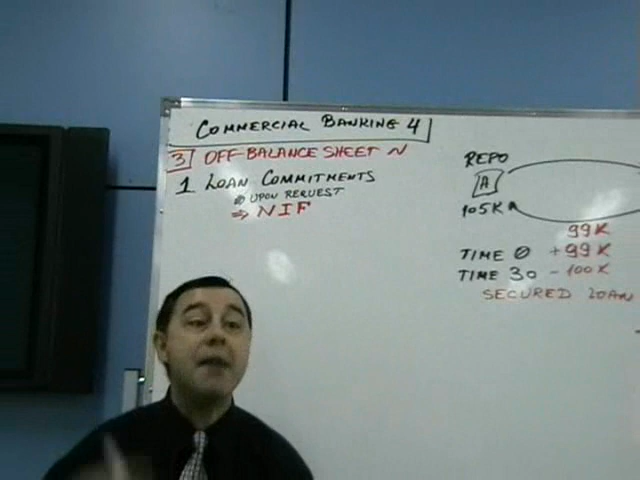 COMMERCIAL BANKING 4
3 OFF-BALANCE SHEET N
1 LOAN COMMITMENTS
UPON REQUEST
⇒ NIF
REPO
A
105K
99K
TIME 0 +99K
TIME 30 -100K
SECURED LOAN